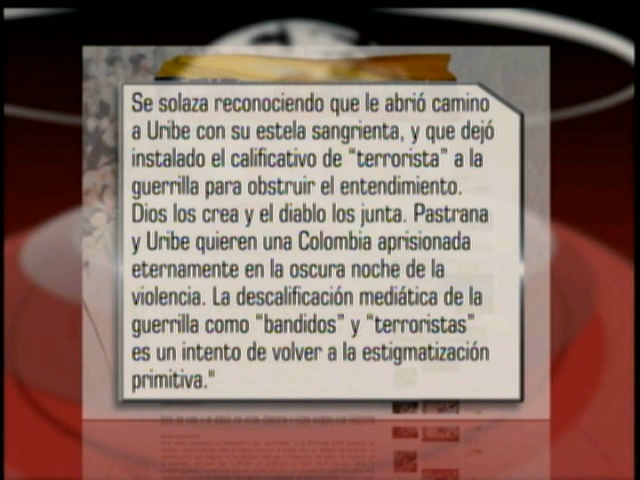 Se solaza reconociendo que le abrió camino
a Uribe con su estela sangrienta, y que dejó
instalado el calificativo de "terrorista" a la
guerrilla para obstruir el entendimiento.
Dios los crea y el diablo los junta. Pastrana
y Uribe quieren una Colombia aprisionada
eternamente en la oscura noche de la
violencia. La descalificación mediática de la
guerrilla como "bandidos" y "terroristas"
es un intento de volver a la estigmatización
primitiva."